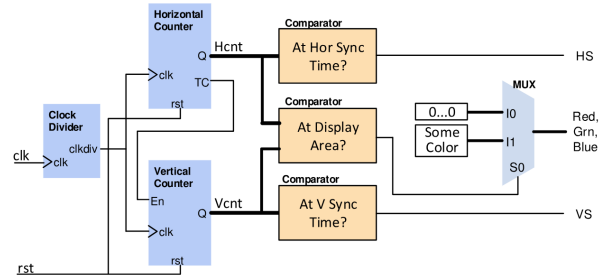 Horizontal
Counter
Q
Hcnt
clk
TC
rst
Comparator
At Hor Sync
Time?
HS
Clock
Divider
clkdiv
clk
clk
Comparator
At Display
Area?
MUX
0...0
I0
Some
Color
I1
S0
Red,
Grn,
Blue
Vertical
Counter
En
Q
Vcnt
clk
rst
Comparator
At V Sync
Time?
VS
rst